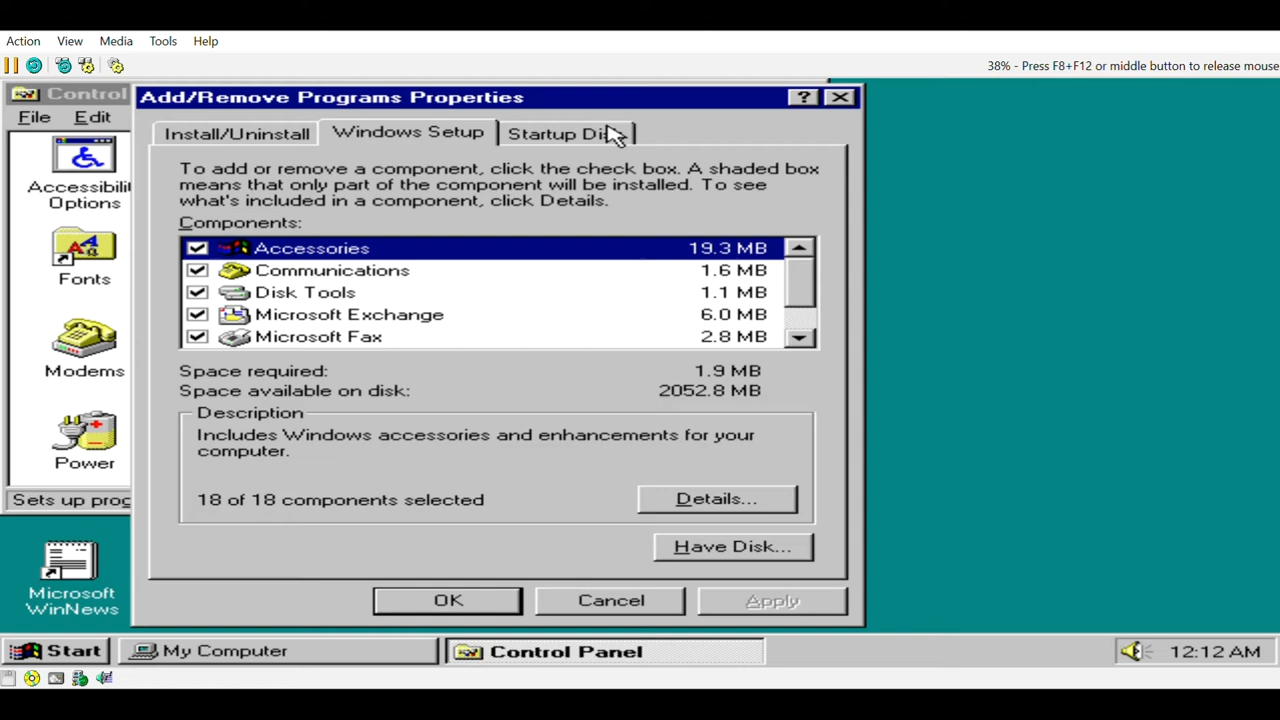 Action View Media Tools Help
38% - Press F8+F12 or middle button to release mouse
Control
Add/Remove Programs Properties
File Edit
Install/Uninstall Windows Setup Startup
To add or remove a component, click the check box. A shaded box
means that only part of the component will be installed. To see
what's included in a component, click Details.
Components:
Accessories 19.3 MB
Communications 1.6 MB
Disk Tools 1.1 MB
Microsoft Exchange 6.0 MB
Microsoft Fax 2.8 MB
Space required: 1.9 MB
Space available on disk: 2052.8 MB
Description
Includes Windows accessories and enhancements for your
computer.
18 of 18 components selected
Details...
Have Disk...
OK Cancel Apply
Options
Fonts
Modems
Power
Sets up
Microsoft
WinNews
Start My Computer Control Panel 12:12 AM